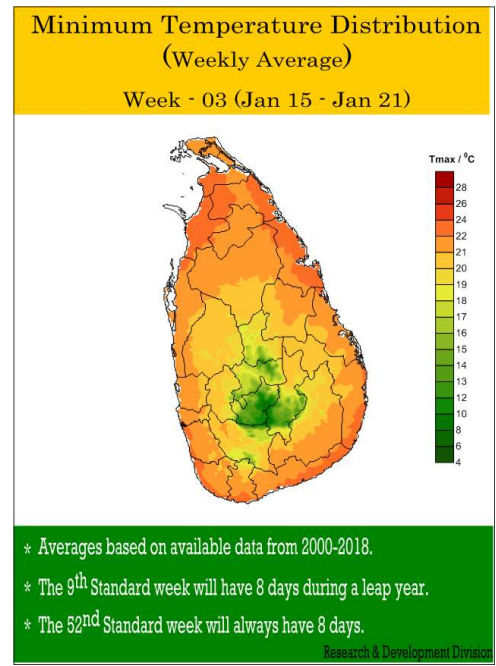 Minimum Temperature Distribution
(Weekly Average)
Week - 03 (Jan 15 - Jan 21)
Tmax / ⁰C
28
26
24
22
21
20
19
18
17
16
15
14
13
12
10
8
6
4
* Averages based on available data from 2000-2018.
* The 9th Standard week will have 8 days during a leap year.
* The 52nd Standard week will always have 8 days.
Research & Development Division